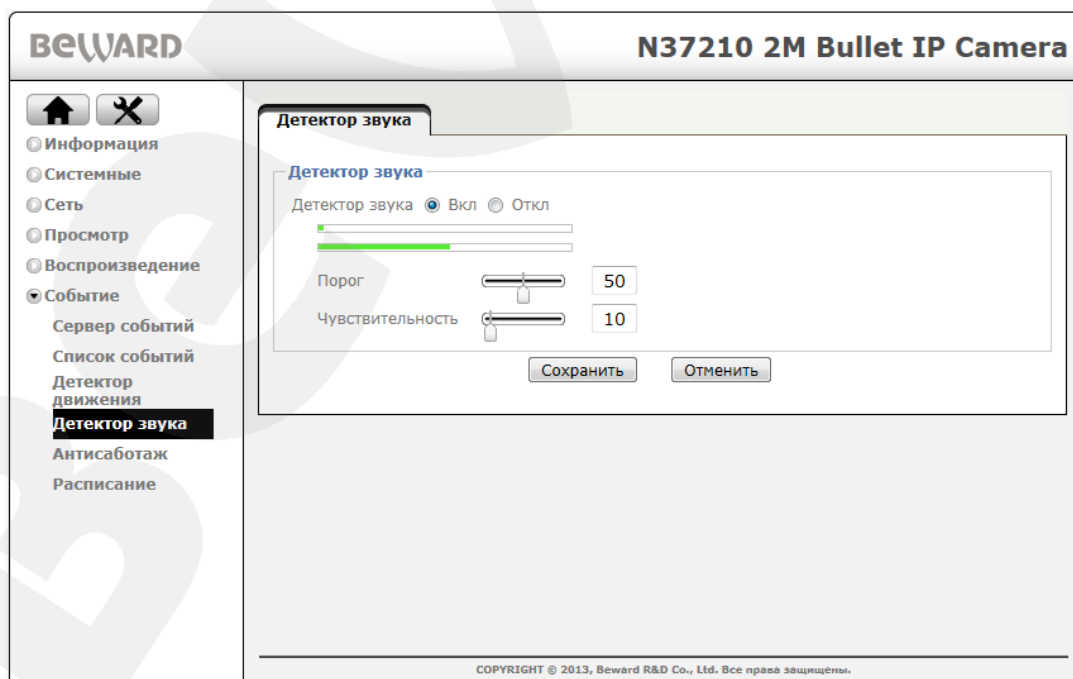 BEWARD
N37210 2M Bullet IP Camera
Информация
Системные
Сеть
Просмотр
Воспроизведение
Событие
Сервер событий
Список событий
Детектор
движения
Детектор звука
Антисаботаж
Расписание
Детектор звука
Детектор звука
Детектор звука Вкл Откл
Порог 50
Чувствительность 10
Сохранить Отменить
COPYRIGHT © 2013, Beward R&D Co., Ltd. Все права защищены.